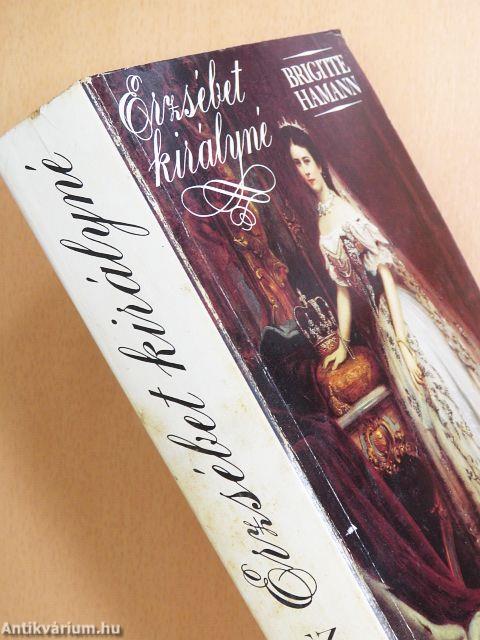 Erzsébet
királyné
BRIGITTE
HAMANN
Erzsébet királyné
Antikvárium.hu